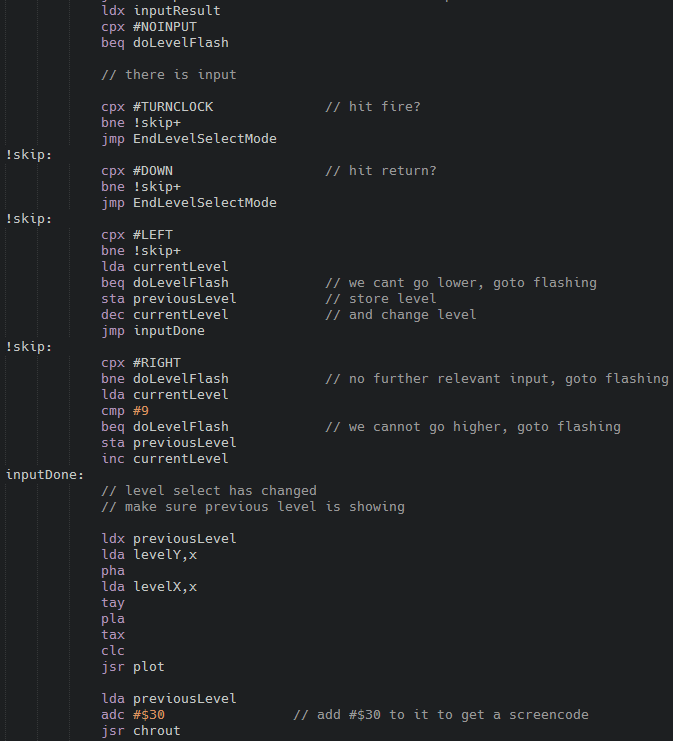 ldx inputResult
cpx #NOINPUT
beq doLevelFlash
// there is input
cpx #TURNCLOCK // hit fire?
bne !skip+
jmp EndLevelSelectMode
!skip:
cpx #DOWN // hit return?
bne !skip+
jmp EndLevelSelectMode
!skip:
cpx #LEFT
bne !skip+
lda currentLevel
beq doLevelFlash // we cant go lower, goto flashing
sta previousLevel // store level
dec currentLevel // and change level
jmp inputDone
!skip:
cpx #RIGHT
bne doLevelFlash // no further relevant input, goto flashing
lda currentLevel
cmp #9
beq doLevelFlash // we cannot go higher, goto flashing
sta previousLevel
inc currentLevel
inputDone:
// level select has changed
// make sure previous level is showing
ldx previousLevel
lda levelY,x
pha
lda levelX,x
tay
pla
tax
clc
jsr plot
lda previousLevel
adc #$30 // add #$30 to it to get a screencode
jsr chrout